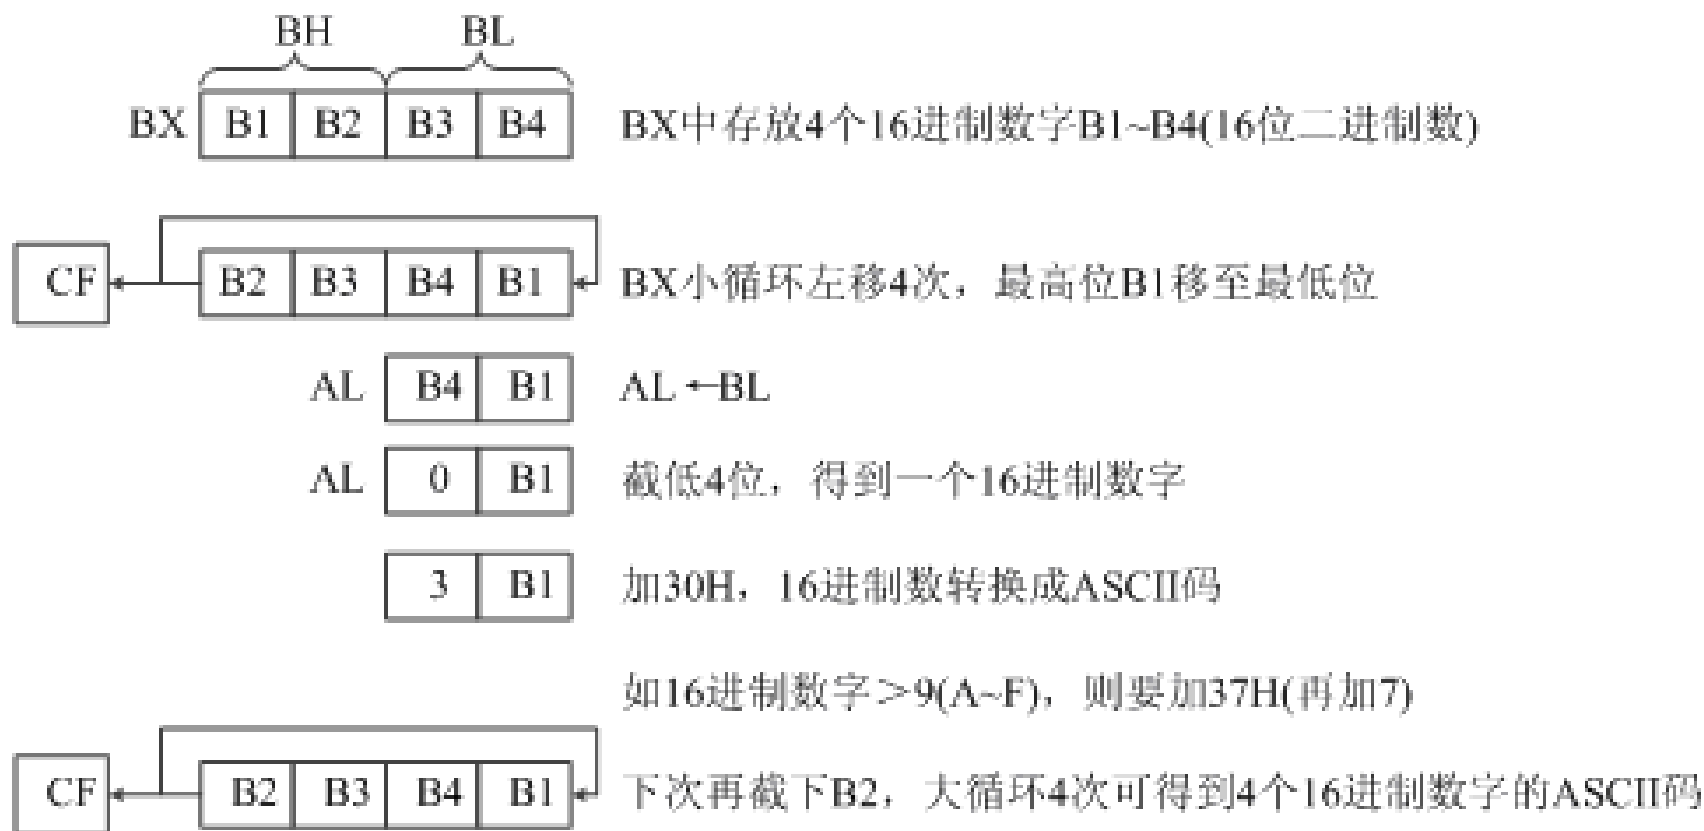 BH BL
BX B1 B2 B3 B4 BX中存放4个16进制数字B1~B4(16位二进制数)
CF B2 B3 B4 B1 BX小循环左移4次，最高位B1移至最低位
AL B4 B1 AL←BL
AL 0 B1 截低4位，得到一个16进制数字
3 B1 加30H，16进制数转换成ASCII码
如16进制数字＞9(A~F)，则要加37H(再加7)
CF B2 B3 B4 B1 下次再截下B2，大循环4次可得到4个16进制数字的ASCII码